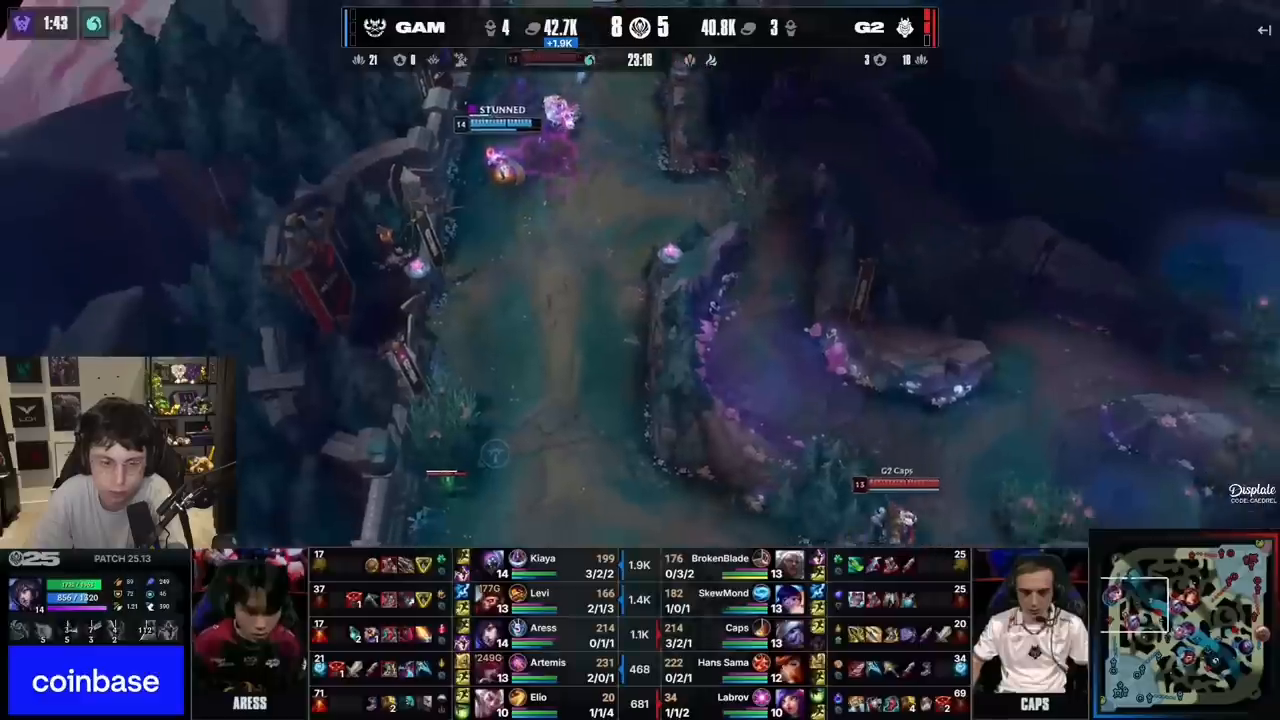 1:43
GAM 4 42.7K 8 5 40.8K 3 G2
+1.9K
21 0 23:16 3 18
STUNNED
14
G2 Caps
13
Displate
CODE: CAEDREL
25 PATCH 25.13
14
coinbase
ARESS
17 Kiaya 199 1.9K 176 BrokenBlade 25
14 3/2/2 0/3/2 13
37 Levi 166 1.4K 182 SkewMond 25
13 2/1/3 1/0/1 13
17 Aress 214 1.1K 214 Caps 20
14 0/1/1 3/2/1 13
21 Artemis 231 468 222 Hans Sama 34
13 2/0/1 0/2/1 12
71 Elio 20 681 34 Labrov 69
10 1/1/4 1/1/2 10
CAPS